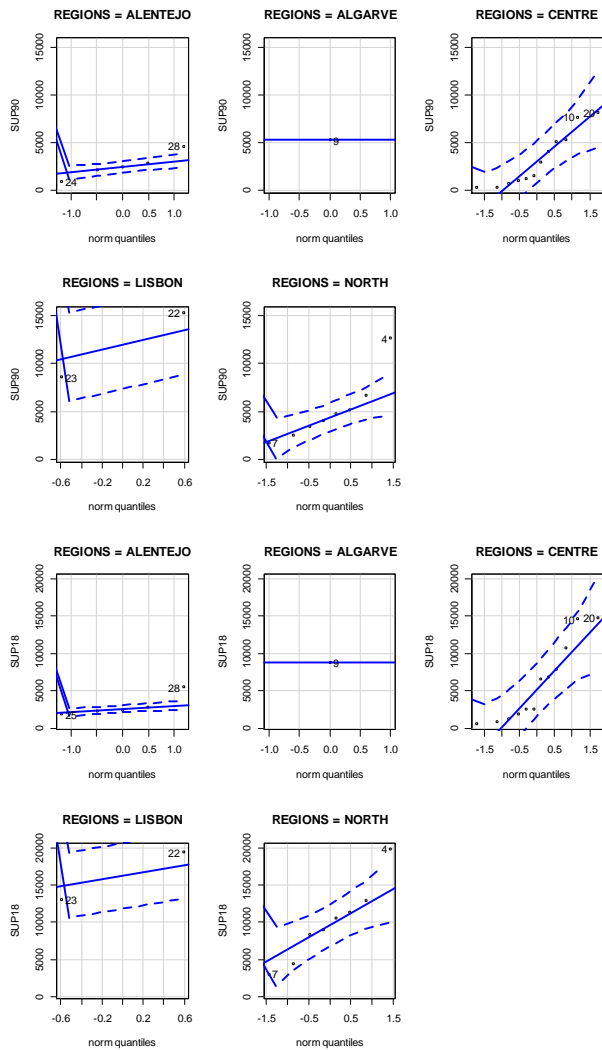 REGIONS = ALENTEJO REGIONS = ALGARVE REGIONS = CENTRE
SUP90 SUP90 SUP90
15000 15000 15000
10000 10000 10000
5000 5000 5000
0 0 0
24 28 9 10 20
-1.0 0.0 0.5 1.0 -1.0 0.0 0.5 1.0 -1.5 -0.5 0.5 1.5
norm quantiles norm quantiles norm quantiles
REGIONS = LISBON REGIONS = NORTH
SUP90 SUP90
15000 15000
10000 10000
5000 5000
0 0
23 22 7 4
-0.6 -0.2 0.2 0.6 -1.5 -0.5 0.5 1.5
norm quantiles norm quantiles
REGIONS = ALENTEJO REGIONS = ALGARVE REGIONS = CENTRE
SUP18 SUP18 SUP18
20000 20000 20000
15000 15000 15000
10000 10000 10000
5000 5000 5000
0 0 0
25 28 9 10 20
-1.0 0.0 0.5 1.0 -1.0 0.0 0.5 1.0 -1.5 -0.5 0.5 1.5
norm quantiles norm quantiles norm quantiles
REGIONS = LISBON REGIONS = NORTH
SUP18 SUP18
20000 20000
15000 15000
10000 10000
5000 5000
0 0
23 22 7 4
-0.6 -0.2 0.2 0.6 -1.5 -0.5 0.5 1.5
norm quantiles norm quantiles